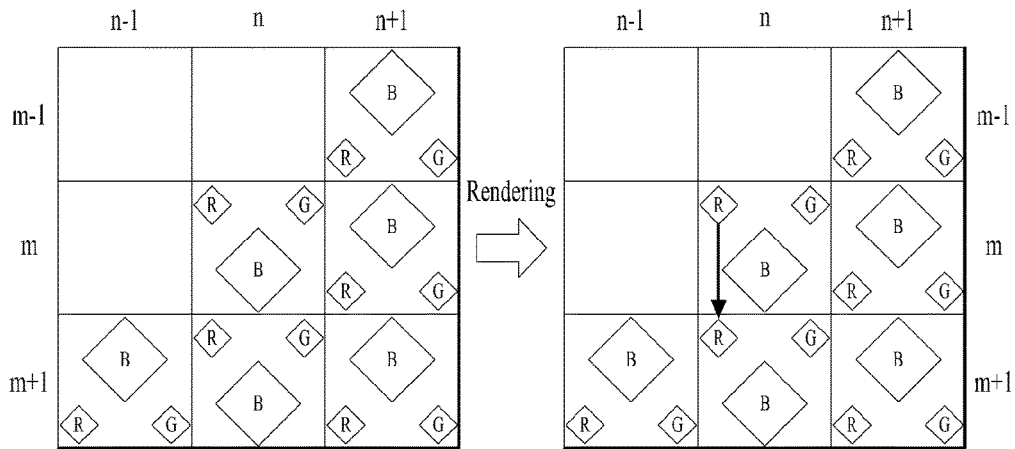 n-1 n n+1 n-1 n n+1
B B
m-1 m-1
R G R G
Rendering
R G R G
B B
m m
B B
R G R G
R G R G
B B B B
m+1 m+1
B B
R G R G R G R G